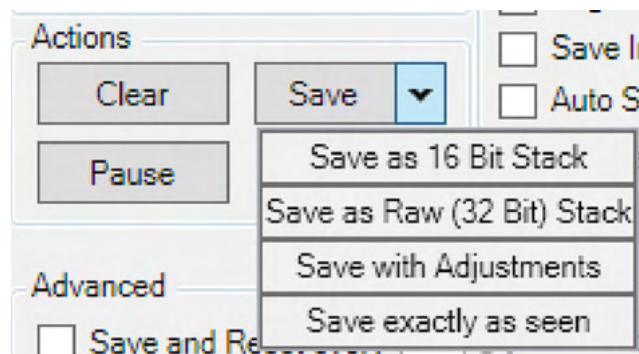 Actions
Save
Clear
Save
Auto
Save as 16 Bit Stack
Pause
Save as Raw (32 Bit) Stack
Save with Adjustments
Advanced
Save exactly as seen
Save and